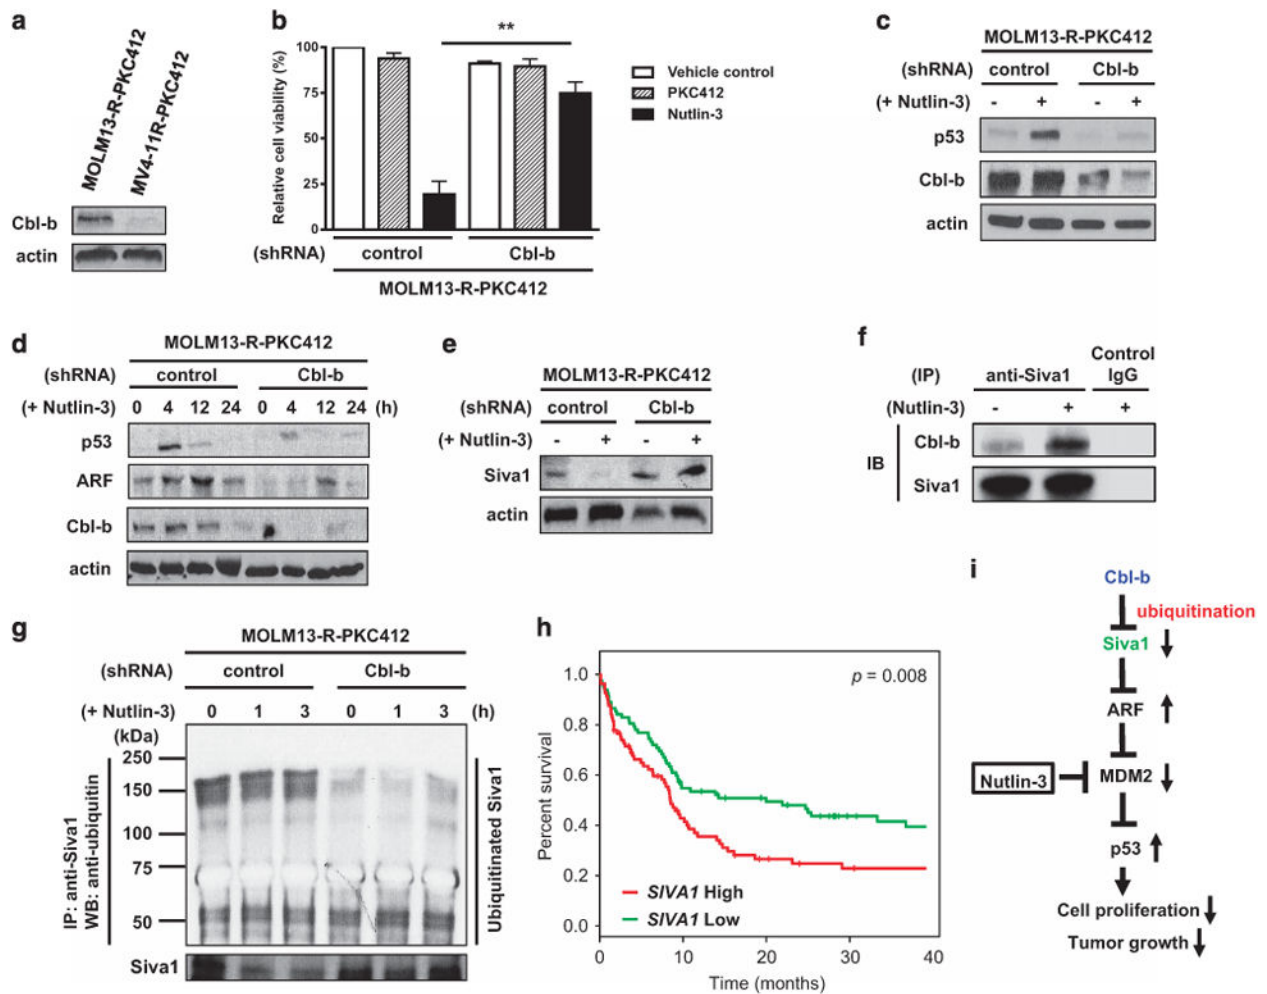 a
MOLM13-R-PKC412
MV4-11R-PKC412
Cbl-b
actin
b
**
Relative cell viability (%)
100
75
50
25
0
Vehicle control
PKC412
Nutlin-3
(shRNA) control Cbl-b
MOLM13-R-PKC412
c
MOLM13-R-PKC412
(shRNA) control Cbl-b
(+ Nutlin-3) - + - +
p53
Cbl-b
actin
d
MOLM13-R-PKC412
(shRNA) control Cbl-b
(+ Nutlin-3) 0 4 12 24 0 4 12 24 (h)
p53
ARF
Cbl-b
actin
e
MOLM13-R-PKC412
(shRNA) control Cbl-b
(+ Nutlin-3) - + - +
Siva1
actin
f
Control
(IP) anti-Siva1 IgG
(Nutlin-3) - + +
IB
Cbl-b
Siva1
g
MOLM13-R-PKC412
(shRNA) control Cbl-b
(+ Nutlin-3) 0 1 3 0 1 3 (h)
(kDa)
250
150
100
75
50
IP: anti-Siva1
WB: anti-ubiquitin
Ubiquitinated Siva1
Siva1
h
p = 0.008
Percent survival
1.0
0.8
0.6
0.4
0.2
0.0
SIVA1 High
SIVA1 Low
0 10 20 30 40
Time (months)
i
Cbl-b
ubiquitination
Siva1
ARF
Nutlin-3 MDM2
p53
Cell proliferation
Tumor growth